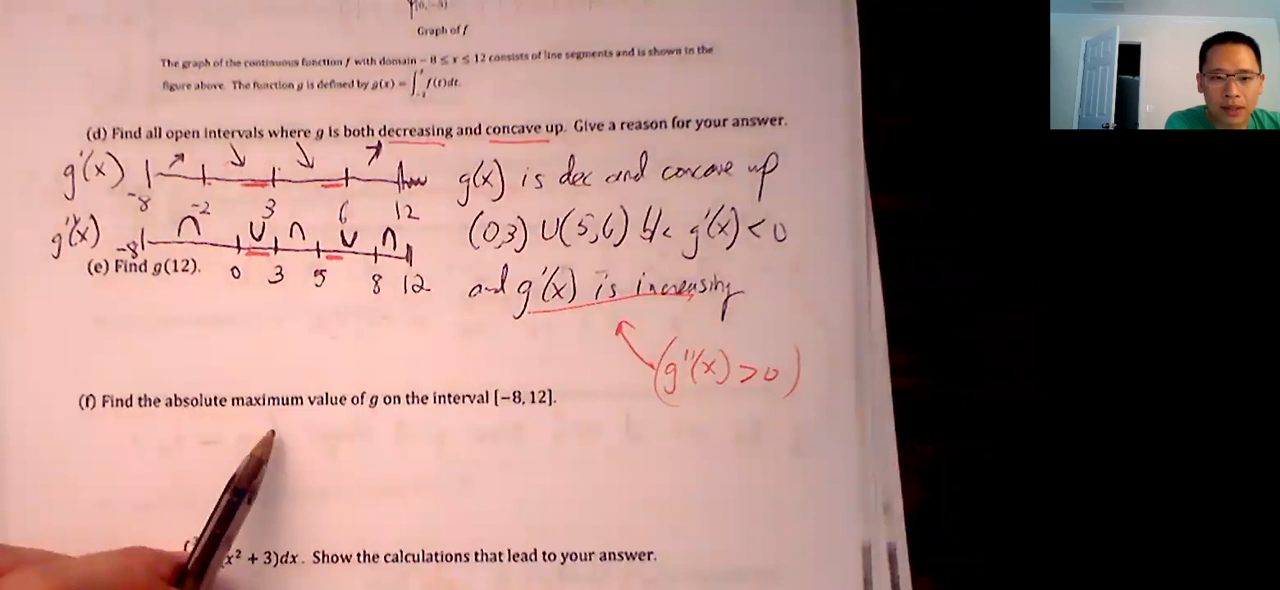 (0,-3)
Graph of f
The graph of the continuous function f with domain − 8 ≤ x ≤ 12 consists of line segments and is shown in the
figure above. The function g is defined by g(x) = ∫ f(t)dt.
(d) Find all open intervals where g is both decreasing and concave up. Give a reason for your answer.
g'(x)
-8 -2 3 6 12
g(x) is dec and concave up
g''(x)
-8 0 3 5 8 12
(0,3) U (5,6) b/c g'(x) < 0
(e) Find g(12).
and g'(x) is increasing
(g''(x) > 0)
(f) Find the absolute maximum value of g on the interval [−8, 12].
x² + 3)dx. Show the calculations that lead to your answer.